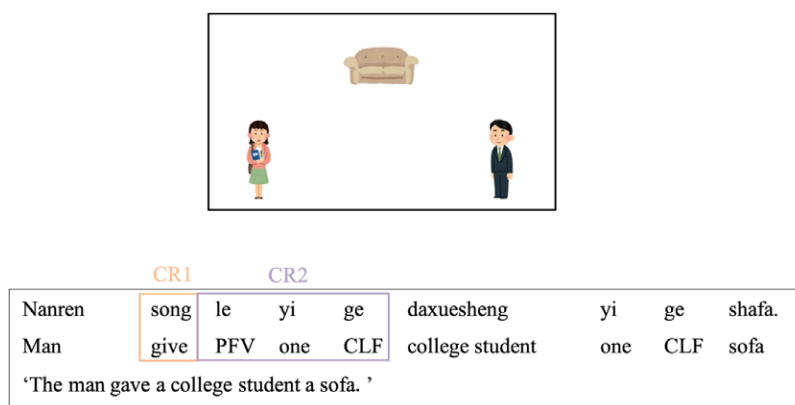 CR1 CR2
Nanren song le yi ge daxuesheng yi ge shafa.
Man give PFV one CLF college student one CLF sofa
‘The man gave a college student a sofa. ’